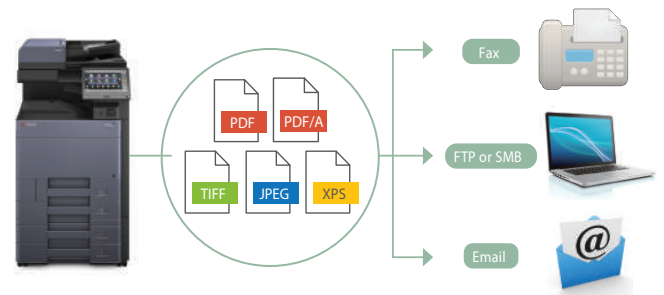 PDF
PDF/A
TIFF
JPEG
XPS
Fax
FTP or SMB
Email
@